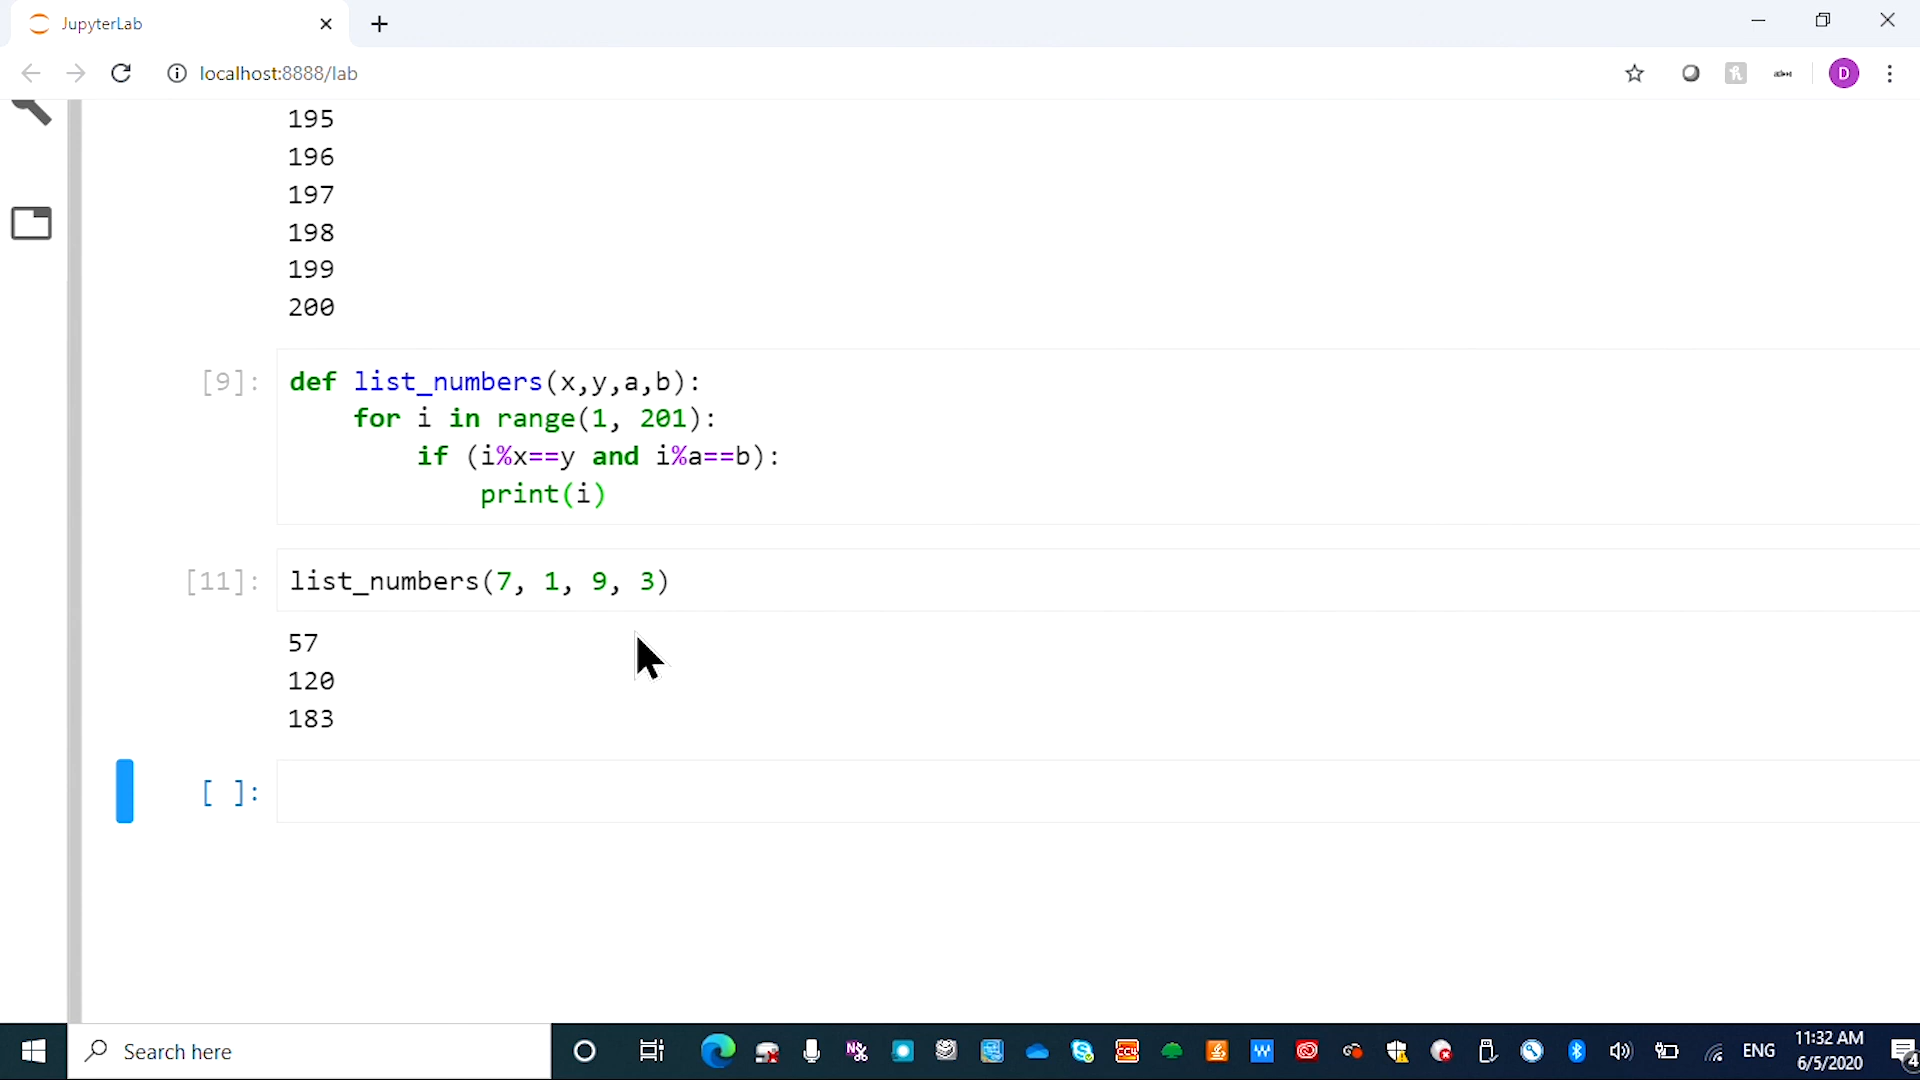 JupyterLab
localhost:8888/lab
D
195
196
197
198
199
200
[9]:
def list_numbers(x,y,a,b):
    for i in range(1, 201):
        if (i%x==y and i%a==b):
            print(i)
[11]:
list_numbers(7, 1, 9, 3)
57
120
183
[ ]:
Search here
CCU
W
ENG
11:32 AM
6/5/2020
4